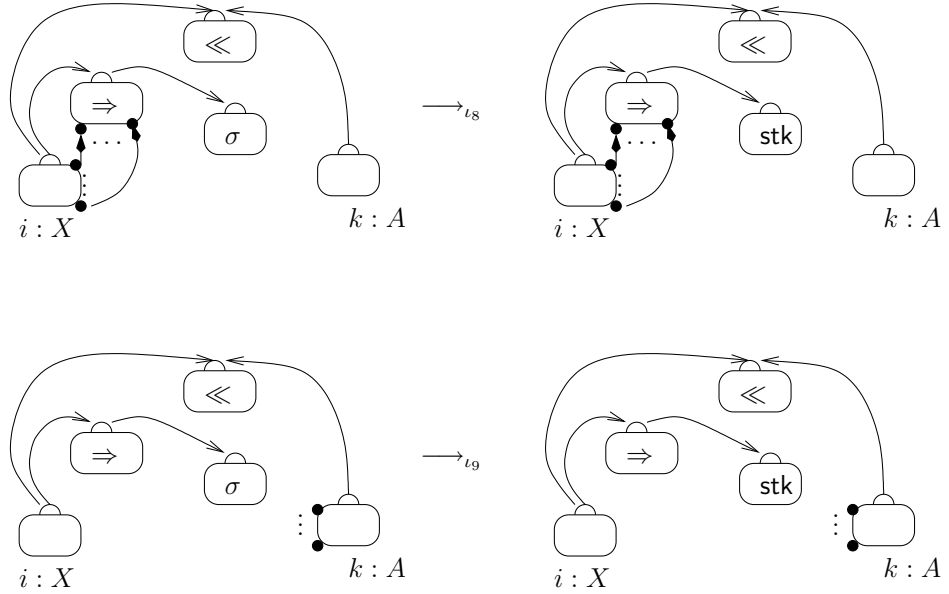 ≪ ≪
⇒ ⇒
⟶ι₈
σ stk
. . . . . .
i : X k : A i : X k : A
≪ ≪
⇒ ⇒
⟶ι₉
σ stk
i : X k : A i : X k : A